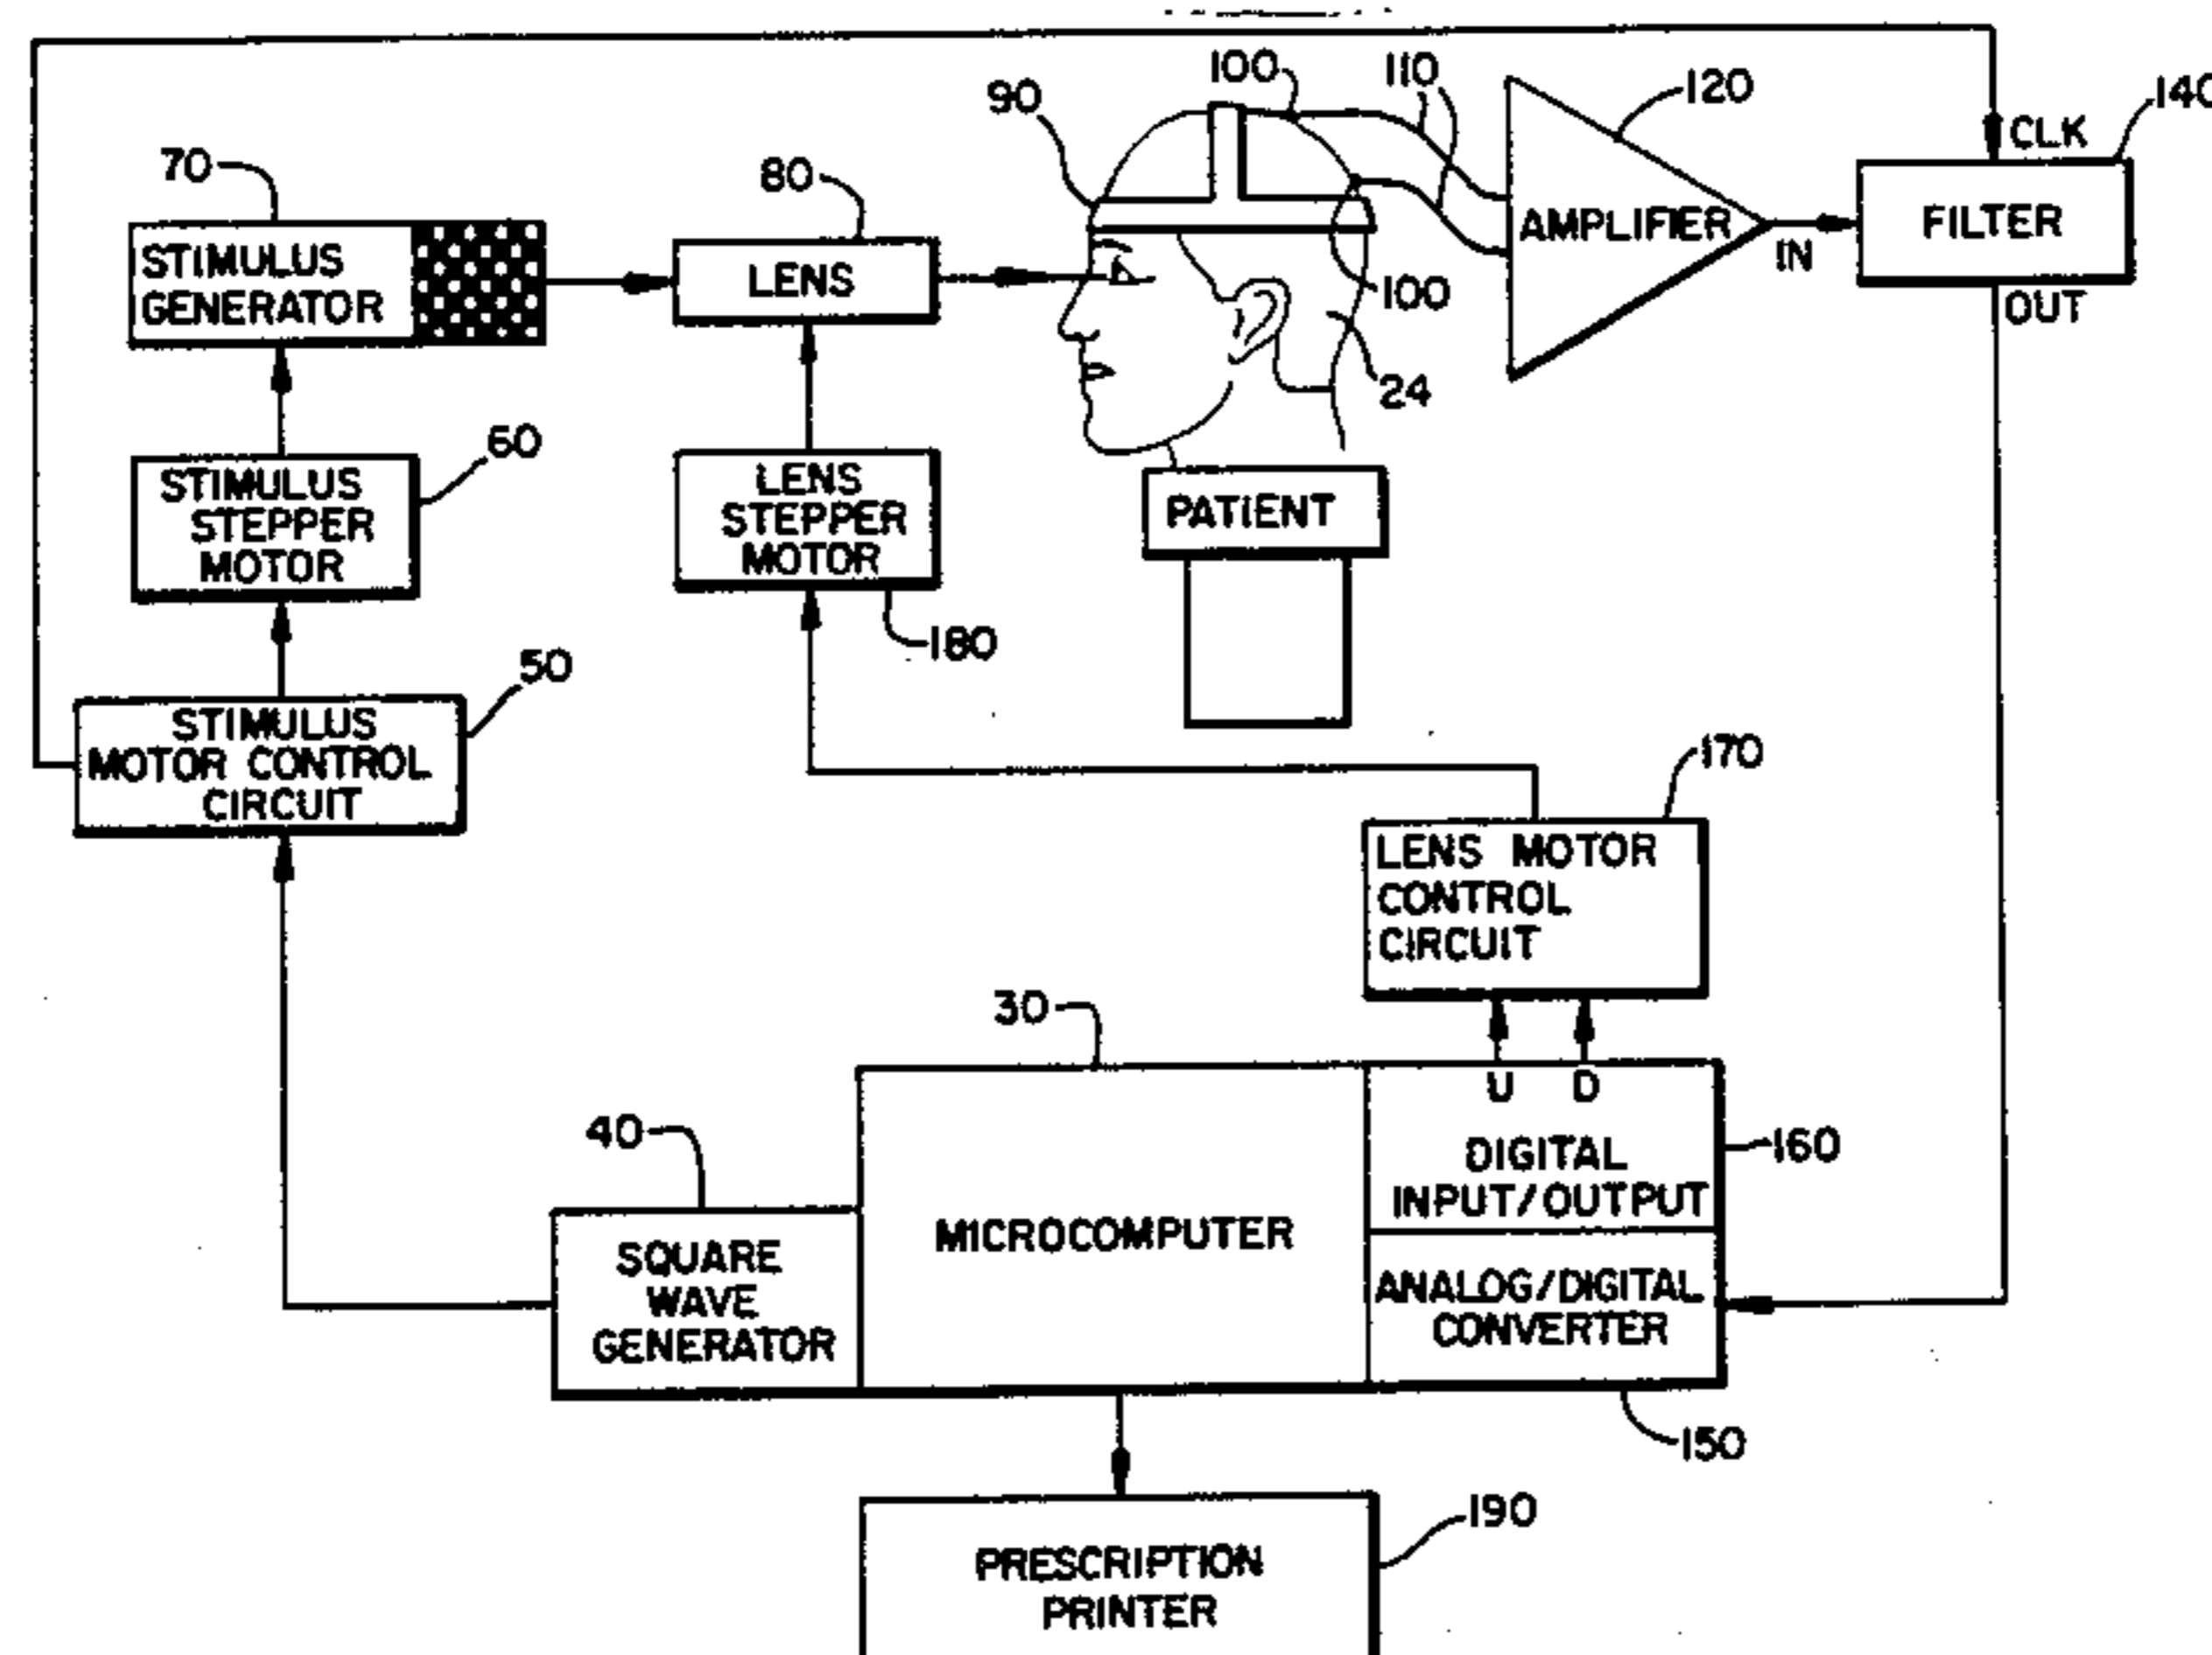 100
110
120
140
90
CLK
70
80
STIMULUS
GENERATOR
LENS
AMPLIFIER
IN
FILTER
OUT
100
24
60
STIMULUS
STEPPER
MOTOR
LENS
STEPPER
MOTOR
PATIENT
180
50
STIMULUS
MOTOR CONTROL
CIRCUIT
170
LENS MOTOR
CONTROL
CIRCUIT
30
U D
40
160
DIGITAL
INPUT/OUTPUT
MICROCOMPUTER
SQUARE
WAVE
GENERATOR
ANALOG/DIGITAL
CONVERTER
150
190
PRESCRIPTION
PRINTER